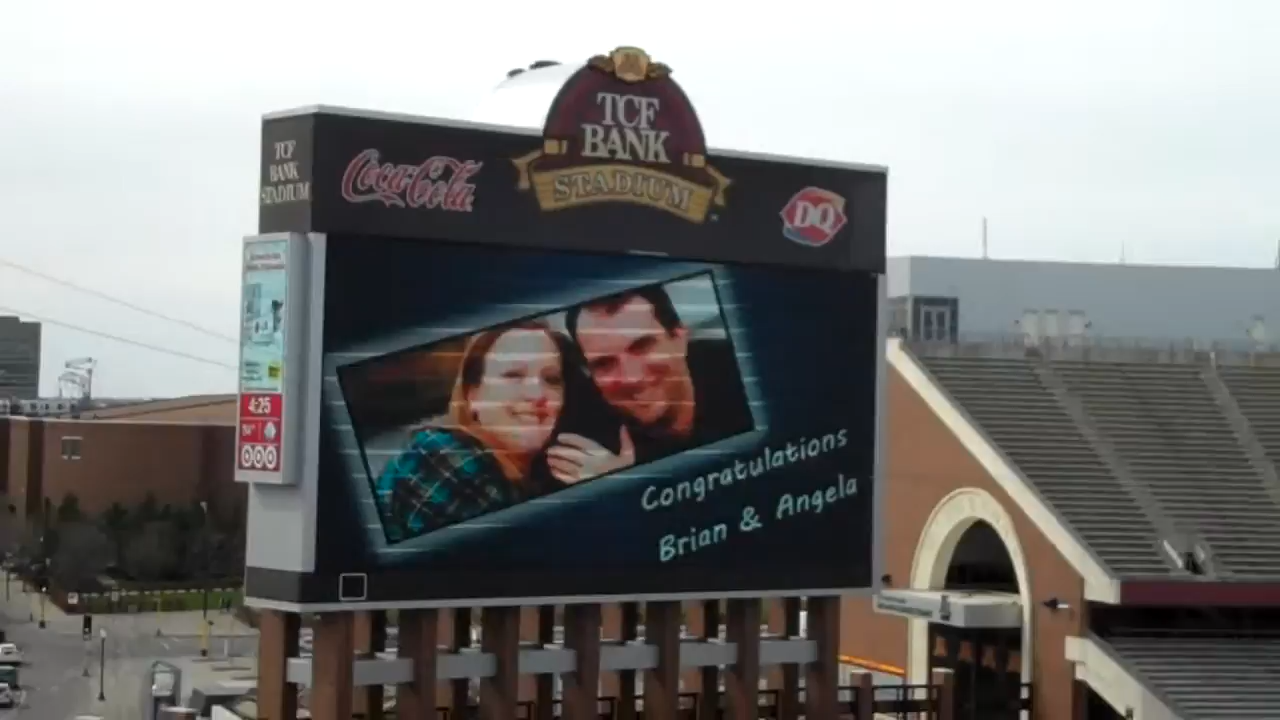 TCF
BANK
STADIUM
TCF
BANK
STADIUM
Coca-Cola
DQ
4:25
Congratulations
Brian & Angela